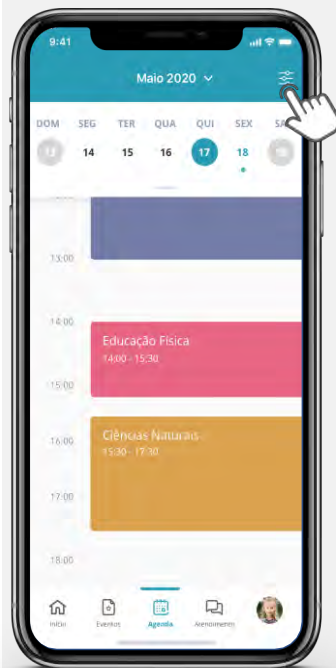 9:41
Maio 2020
DOM SEG TER QUA QUI SEX
14 15 16 17 18
13:00
14:00
Educação Física
14:00 - 15:30
15:00
Ciências Naturais
15:30 - 17:30
16:00
17:00
18:00
Início Eventos Agenda Atendimento